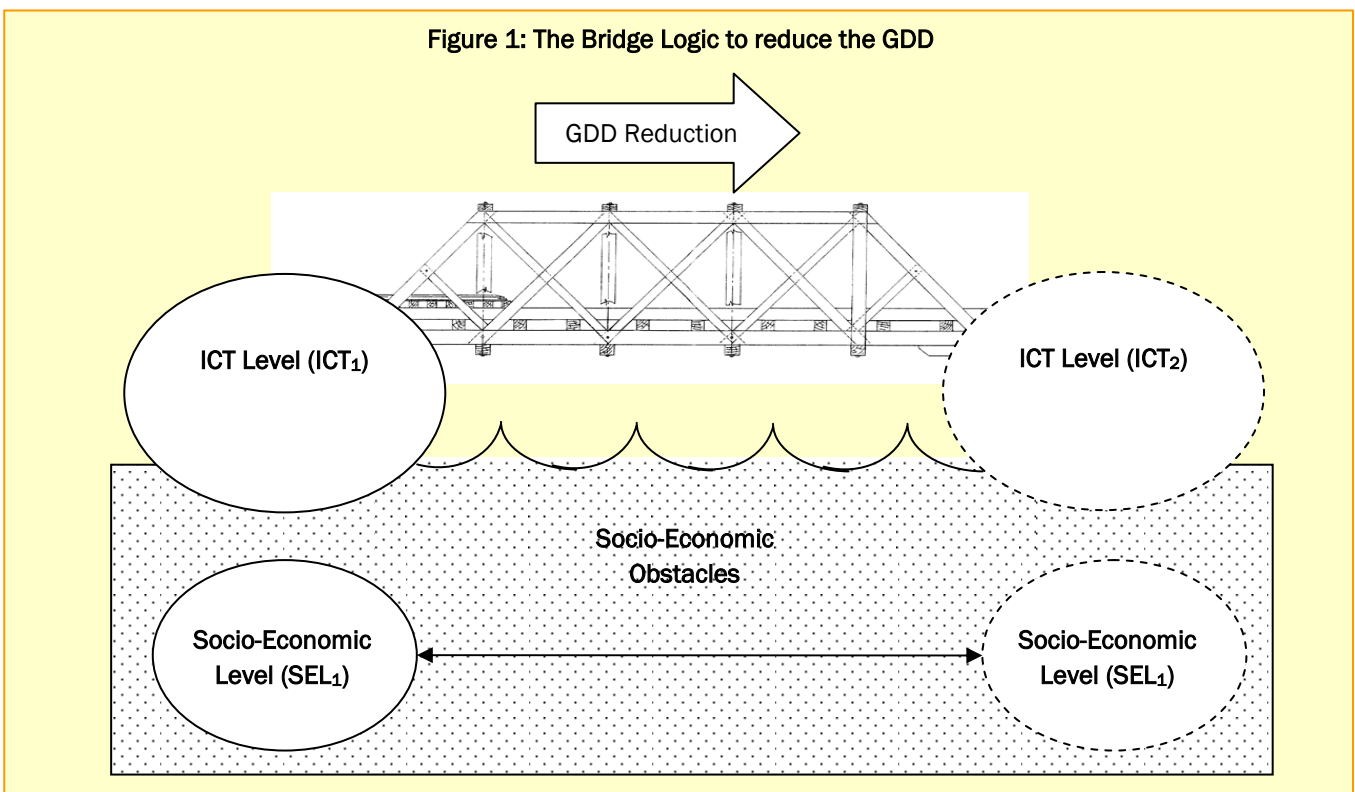 Figure 1: The Bridge Logic to reduce the GDD
GDD Reduction
ICT Level (ICT₁)
ICT Level (ICT₂)
Socio-Economic
Obstacles
Socio-Economic
Level (SEL₁)
Socio-Economic
Level (SEL₁)